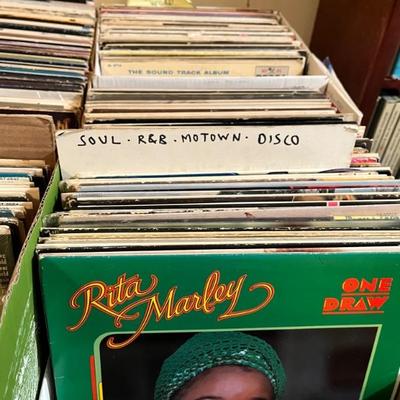 THE SOUND TRACK ALBUM
SOUL · R&B · MOTOWN · DISCO
Rita Marley
ONE
DRAW